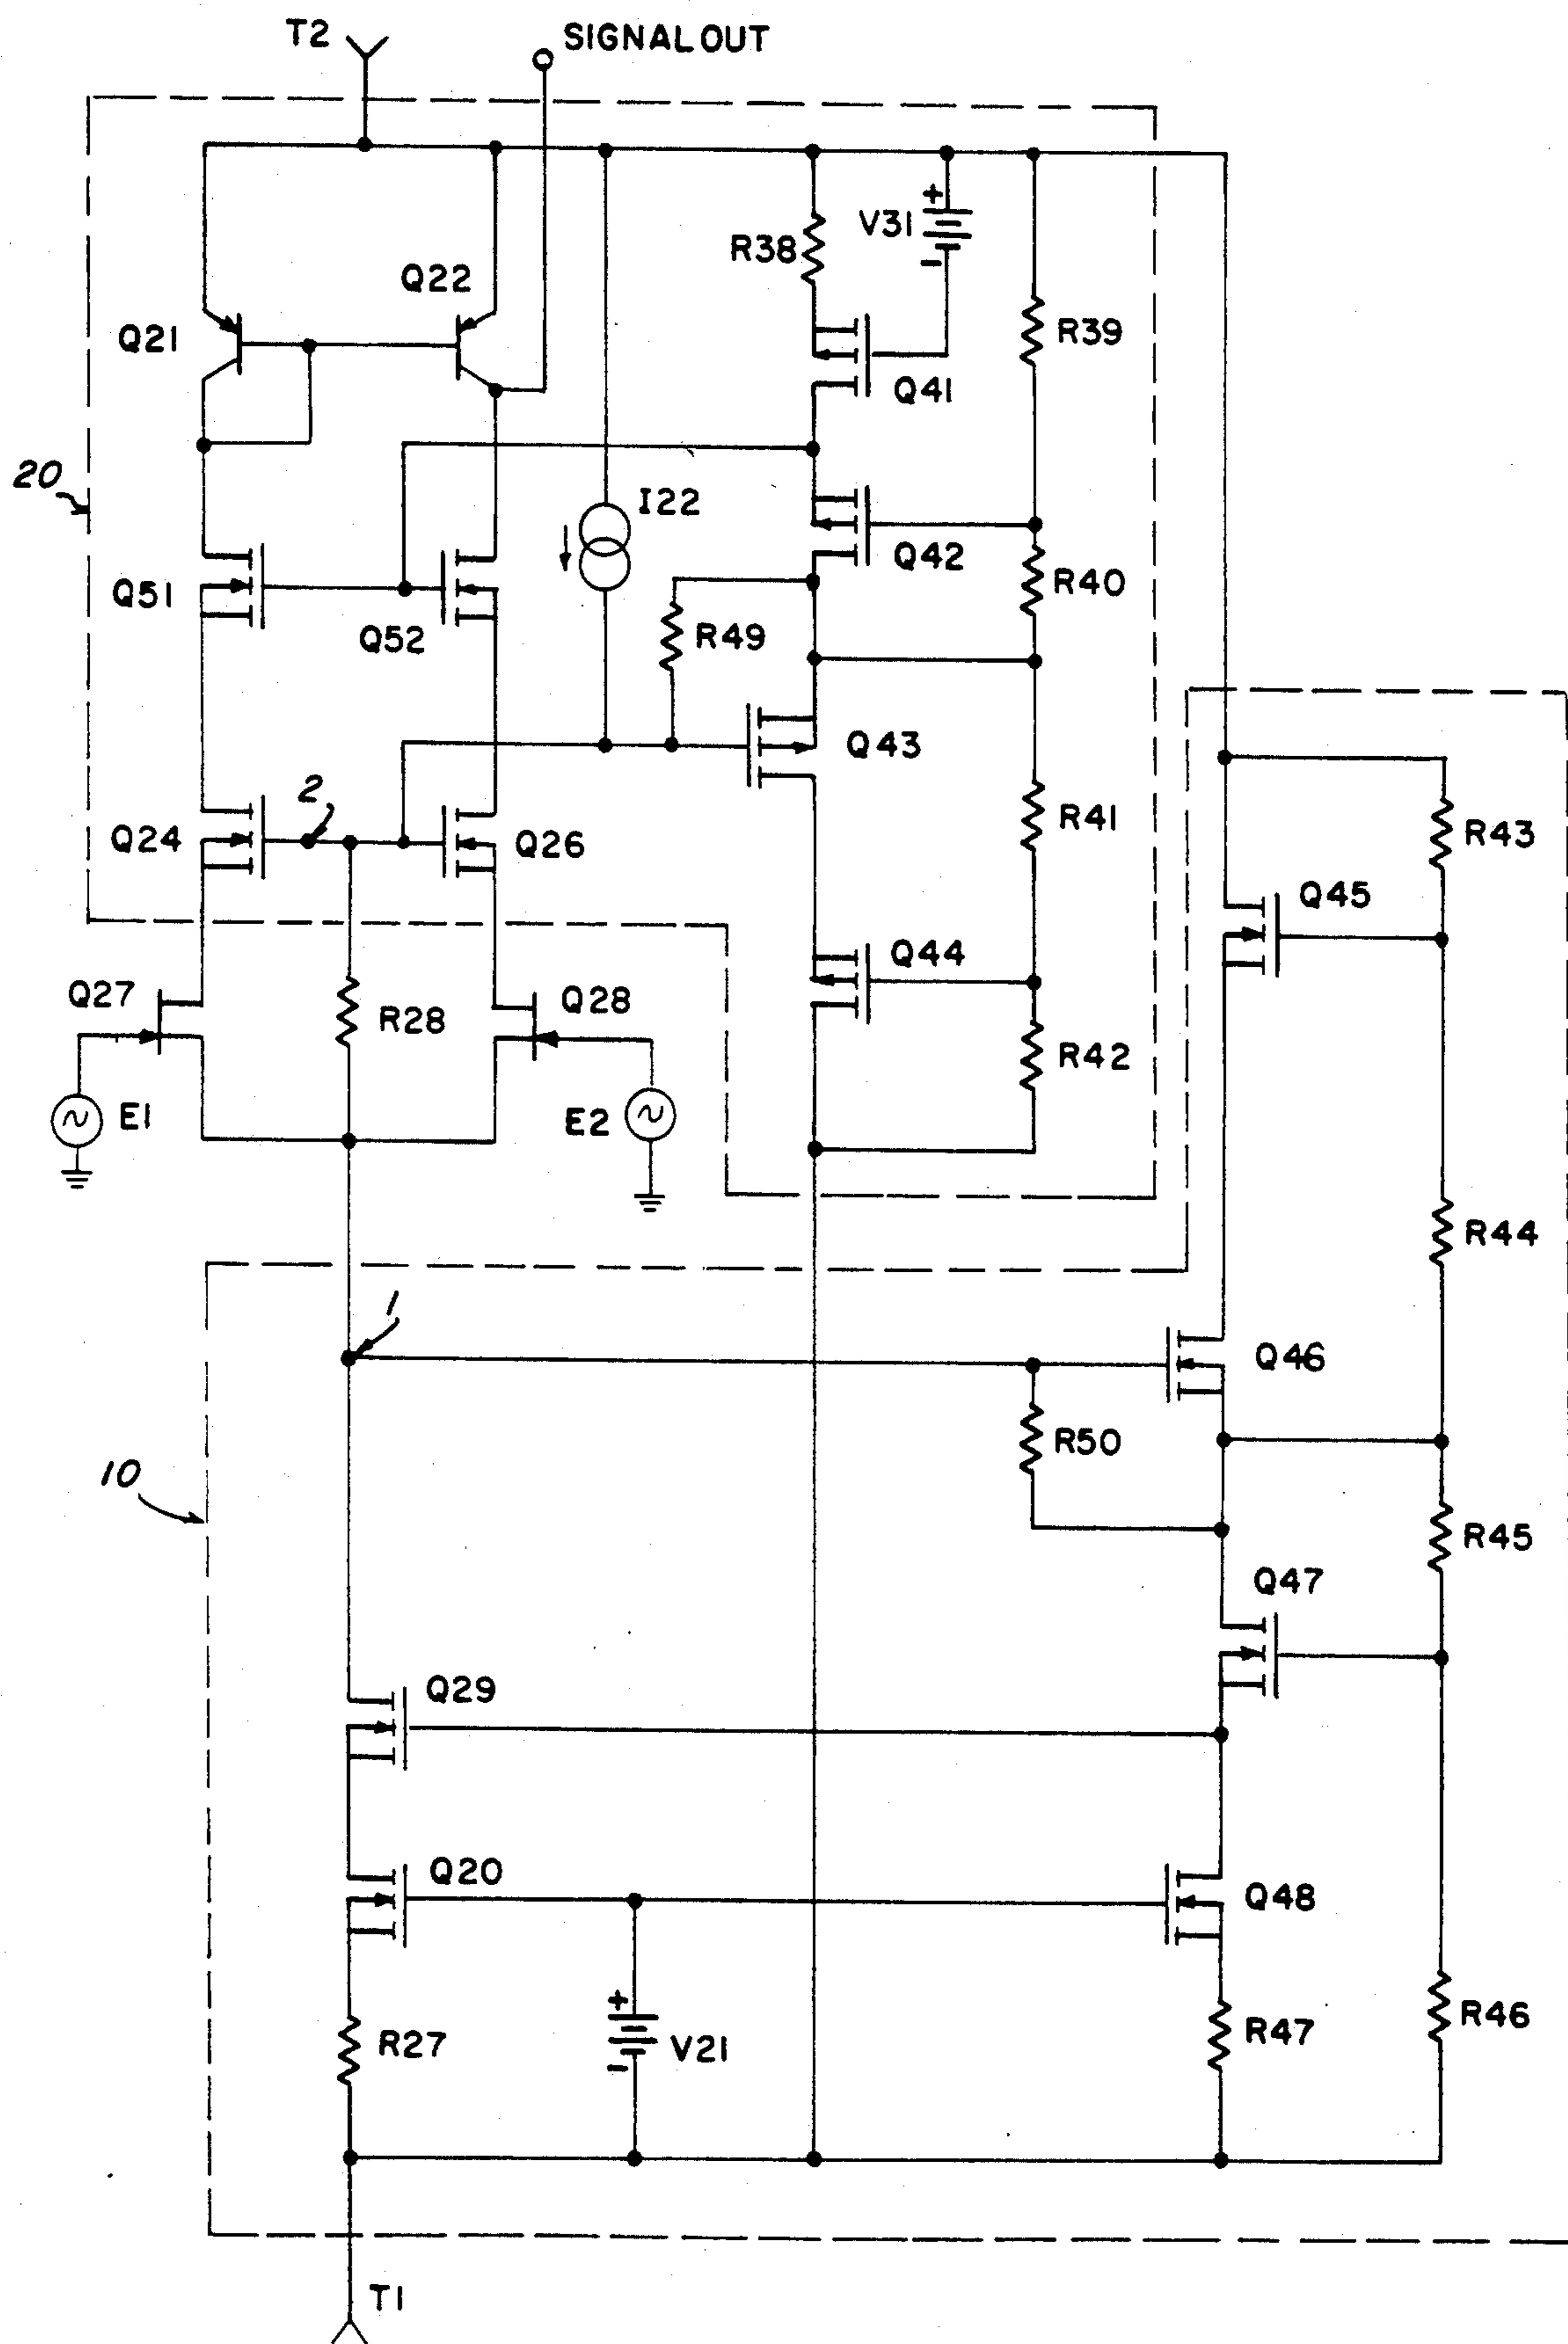 T2
SIGNAL OUT
+
V31
-
R38
Q22
Q21
R39
Q41
20
I22
Q42
R40
Q51
Q52
R49
Q43
2
R41
R43
Q24
Q26
Q45
Q44
Q27
Q28
R28
R42
E1
E2
R44
1
Q46
R50
10
R45
Q47
Q29
Q20
Q48
+
V21
-
R27
R47
R46
T1